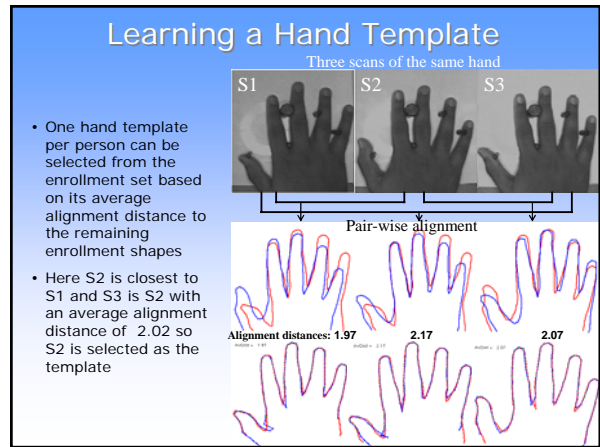 Learning a Hand Template
Three scans of the same hand
S1 S2 S3
• One hand template
per person can be
selected from the
enrollment set based
on its average
alignment distance to
the remaining
enrollment shapes
• Here S2 is closest to
S1 and S3 is S2 with
an average alignment
distance of 2.02 so
S2 is selected as the
template
Pair-wise alignment
Alignment distances: 1.97 2.17 2.07